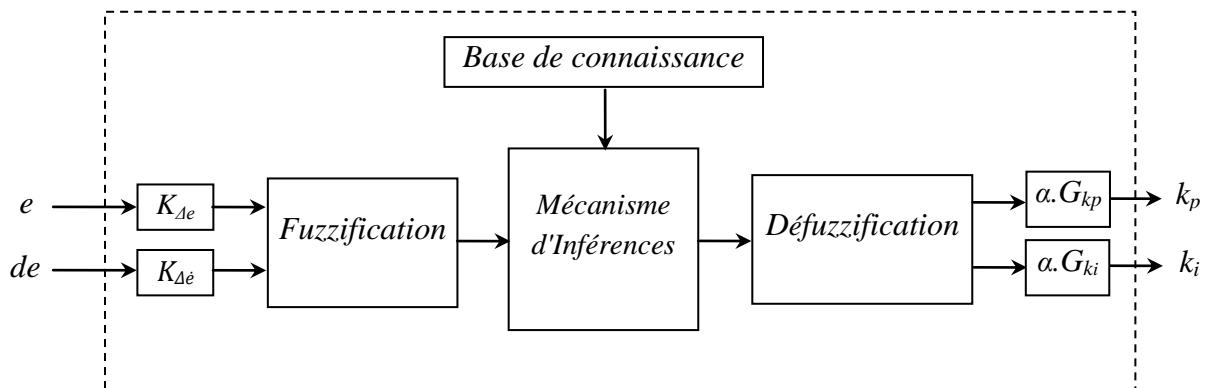 Base de connaissance
e
K_Δe
Fuzzification
Mécanisme
d'Inférences
Défuzzification
α.G_kp
k_p
de
K_Δė
α.G_ki
k_i